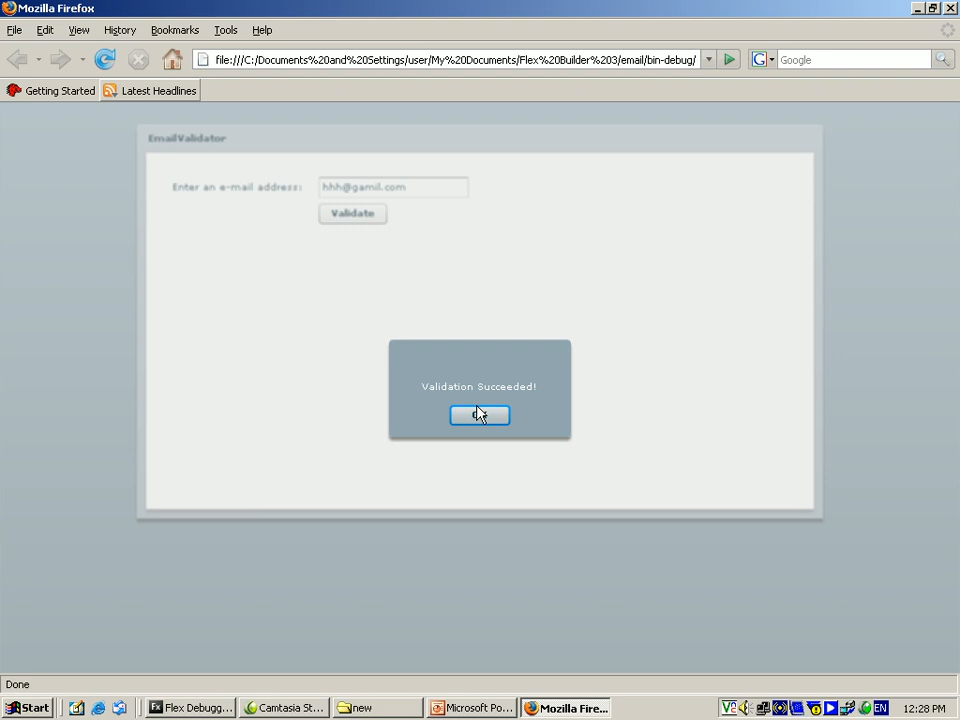 Mozilla Firefox
File Edit View History Bookmarks Tools Help
file:///C:/Documents%20and%20Settings/user/My%20Documents/Flex%20Builder%203/email/bin-debug/
G Google
Getting Started Latest Headlines
EmailValidator
Enter an e-mail address: hhh@gamil.com
Validate
Validation Succeeded!
Done
Start Fx Flex Debugg... Camtasia St... new Microsoft Po... Mozilla Fire... EN 12:28 PM